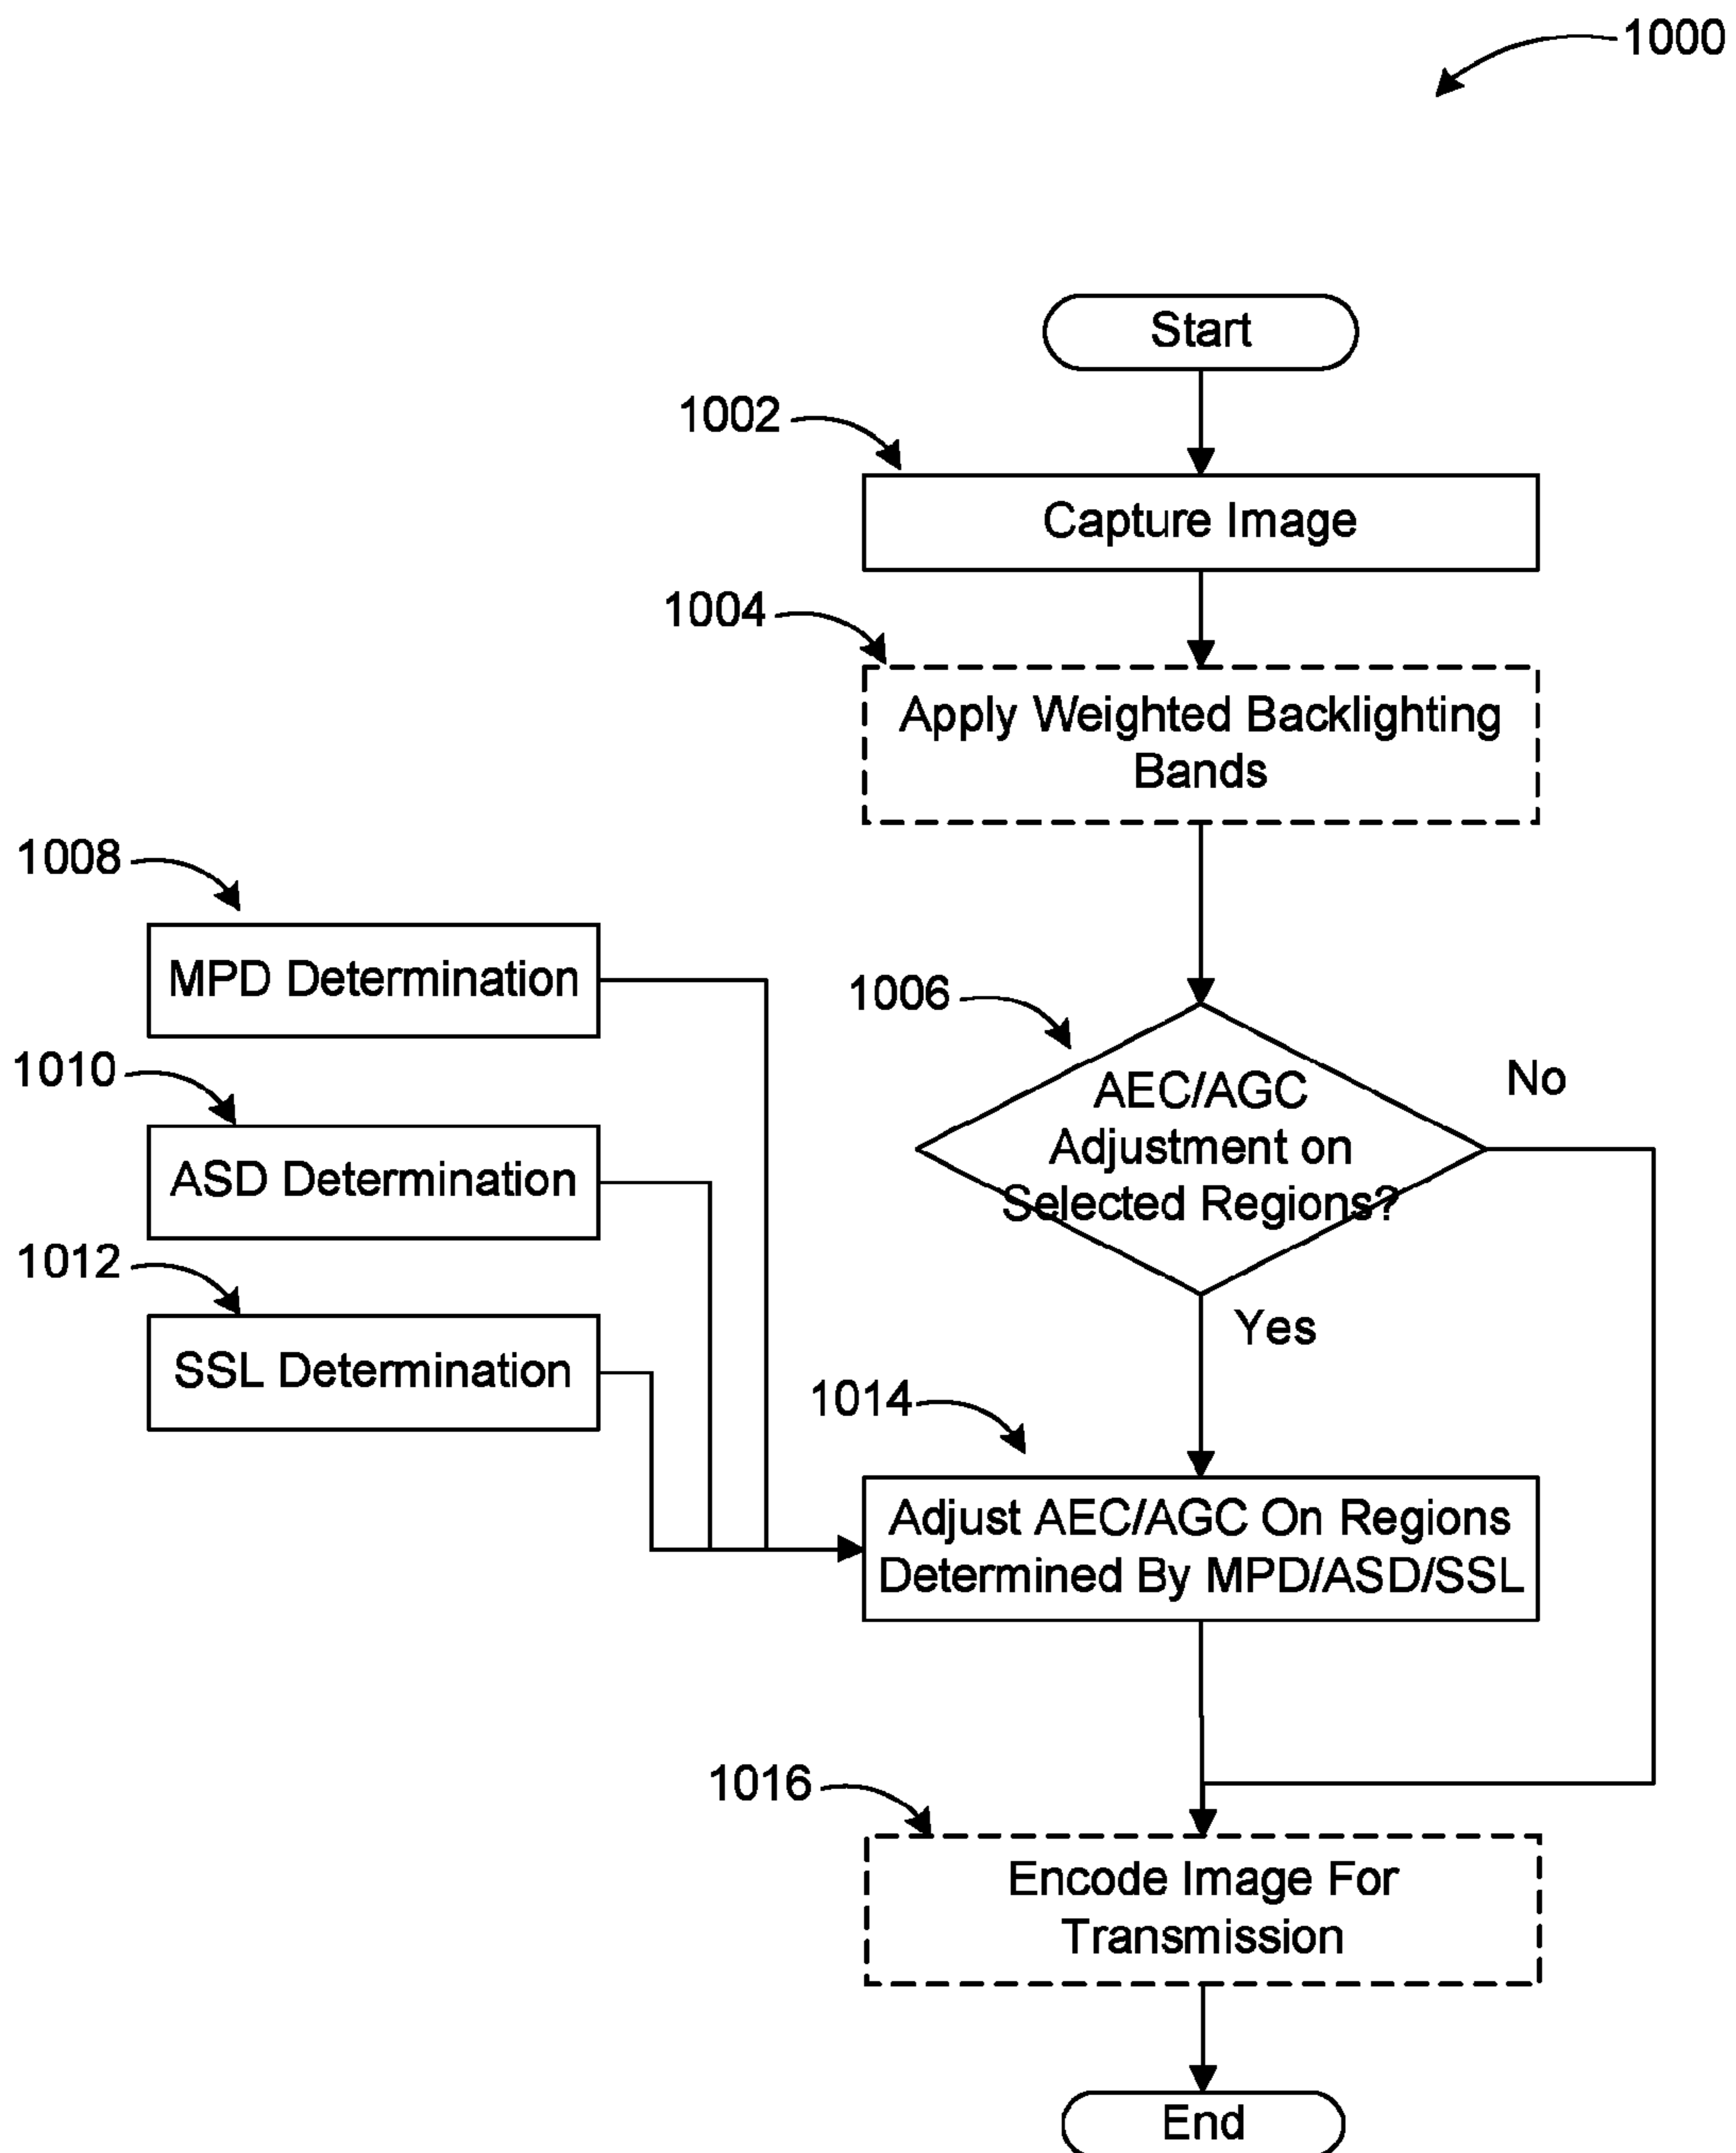 1000
Start
1002
Capture Image
1004
Apply Weighted Backlighting
Bands
1008
MPD Determination
1006
AEC/AGC
Adjustment on
Selected Regions?
No
1010
ASD Determination
1012
SSL Determination
Yes
1014
Adjust AEC/AGC On Regions
Determined By MPD/ASD/SSL
1016
Encode Image For
Transmission
End